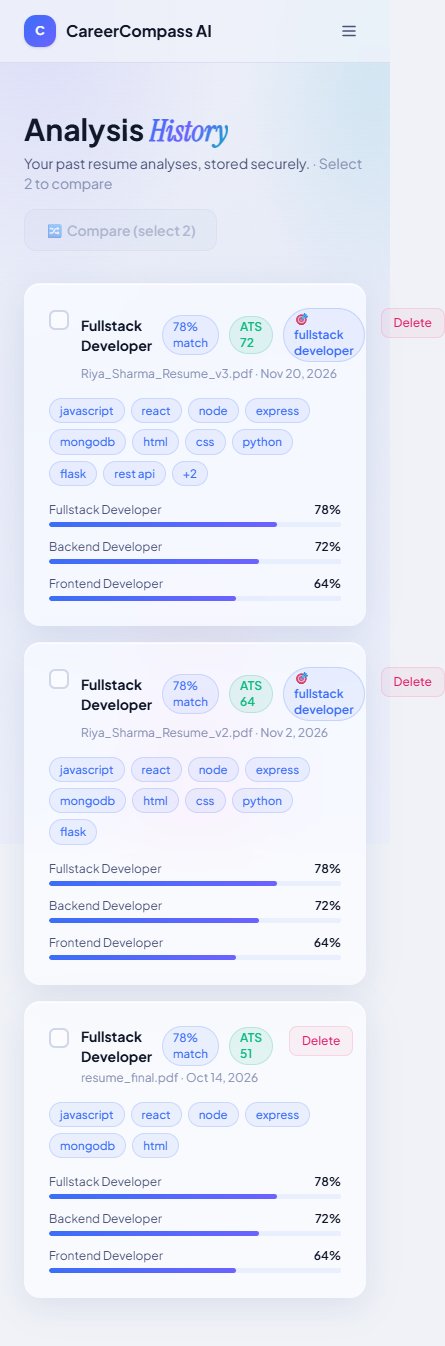 C CareerCompass AI
Analysis History
Your past resume analyses, stored securely. · Select
2 to compare
Compare (select 2)
Fullstack
Developer
78%
match
ATS
72
fullstack
developer
Delete
Riya_Sharma_Resume_v3.pdf · Nov 20, 2026
javascript react node express
mongodb html css python
flask rest api +2
Fullstack Developer 78%
Backend Developer 72%
Frontend Developer 64%
Fullstack
Developer
78%
match
ATS
64
fullstack
developer
Delete
Riya_Sharma_Resume_v2.pdf · Nov 2, 2026
javascript react node express
mongodb html css python
flask
Fullstack Developer 78%
Backend Developer 72%
Frontend Developer 64%
Fullstack
Developer
78%
match
ATS
51
Delete
resume_final.pdf · Oct 14, 2026
javascript react node express
mongodb html
Fullstack Developer 78%
Backend Developer 72%
Frontend Developer 64%